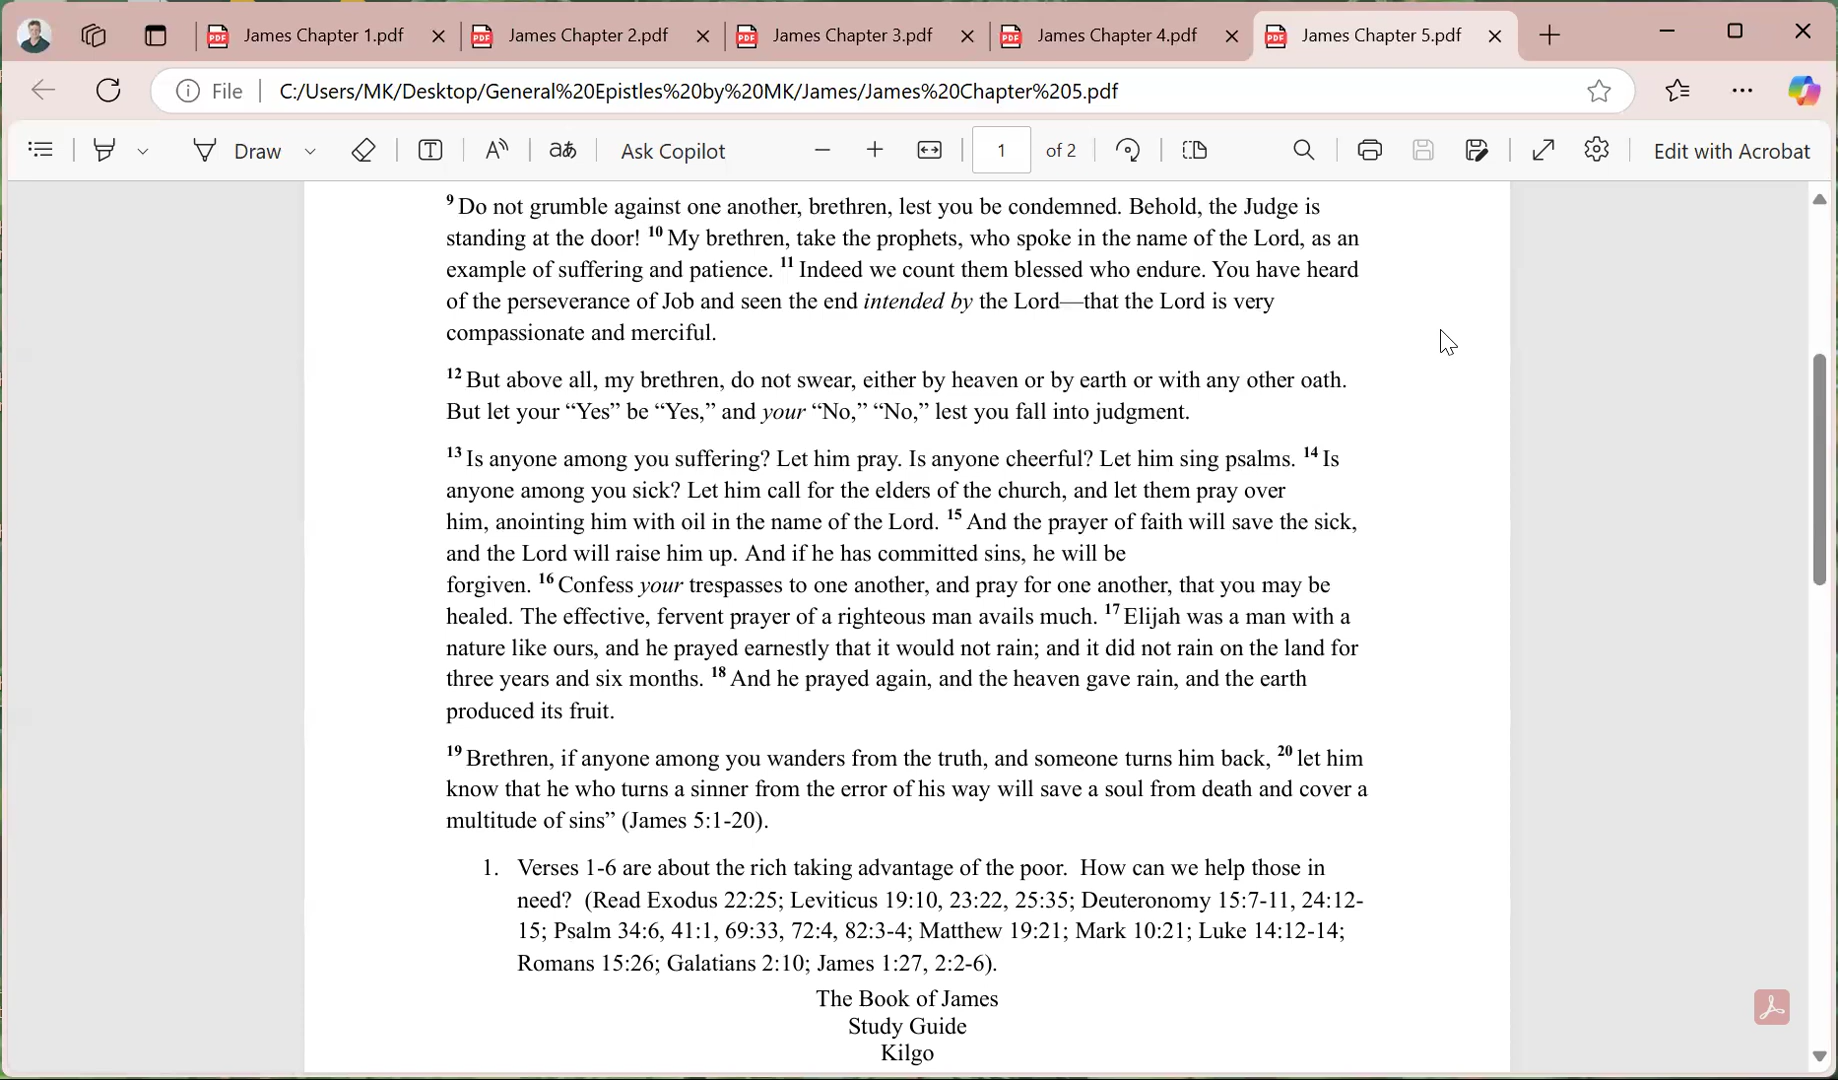 James Chapter 1.pdf
James Chapter 2.pdf
James Chapter 3.pdf
James Chapter 4.pdf
James Chapter 5.pdf
File
C:/Users/MK/Desktop/General%20Epistles%20by%20MK/James/James%20Chapter%205.pdf
Draw
Ask Copilot
1 of 2
Edit with Acrobat
9 Do not grumble against one another, brethren, lest you be condemned. Behold, the Judge is
standing at the door! 10 My brethren, take the prophets, who spoke in the name of the Lord, as an
example of suffering and patience. 11 Indeed we count them blessed who endure. You have heard
of the perseverance of Job and seen the end intended by the Lord—that the Lord is very
compassionate and merciful.
12 But above all, my brethren, do not swear, either by heaven or by earth or with any other oath.
But let your “Yes” be “Yes,” and your “No,” “No,” lest you fall into judgment.
13 Is anyone among you suffering? Let him pray. Is anyone cheerful? Let him sing psalms. 14 Is
anyone among you sick? Let him call for the elders of the church, and let them pray over
him, anointing him with oil in the name of the Lord. 15 And the prayer of faith will save the sick,
and the Lord will raise him up. And if he has committed sins, he will be
forgiven. 16 Confess your trespasses to one another, and pray for one another, that you may be
healed. The effective, fervent prayer of a righteous man avails much. 17 Elijah was a man with a
nature like ours, and he prayed earnestly that it would not rain; and it did not rain on the land for
three years and six months. 18 And he prayed again, and the heaven gave rain, and the earth
produced its fruit.
19 Brethren, if anyone among you wanders from the truth, and someone turns him back, 20 let him
know that he who turns a sinner from the error of his way will save a soul from death and cover a
multitude of sins” (James 5:1-20).
1. Verses 1-6 are about the rich taking advantage of the poor.  How can we help those in
need?  (Read Exodus 22:25; Leviticus 19:10, 23:22, 25:35; Deuteronomy 15:7-11, 24:12-
15; Psalm 34:6, 41:1, 69:33, 72:4, 82:3-4; Matthew 19:21; Mark 10:21; Luke 14:12-14;
Romans 15:26; Galatians 2:10; James 1:27, 2:2-6).
The Book of James
Study Guide
Kilgo